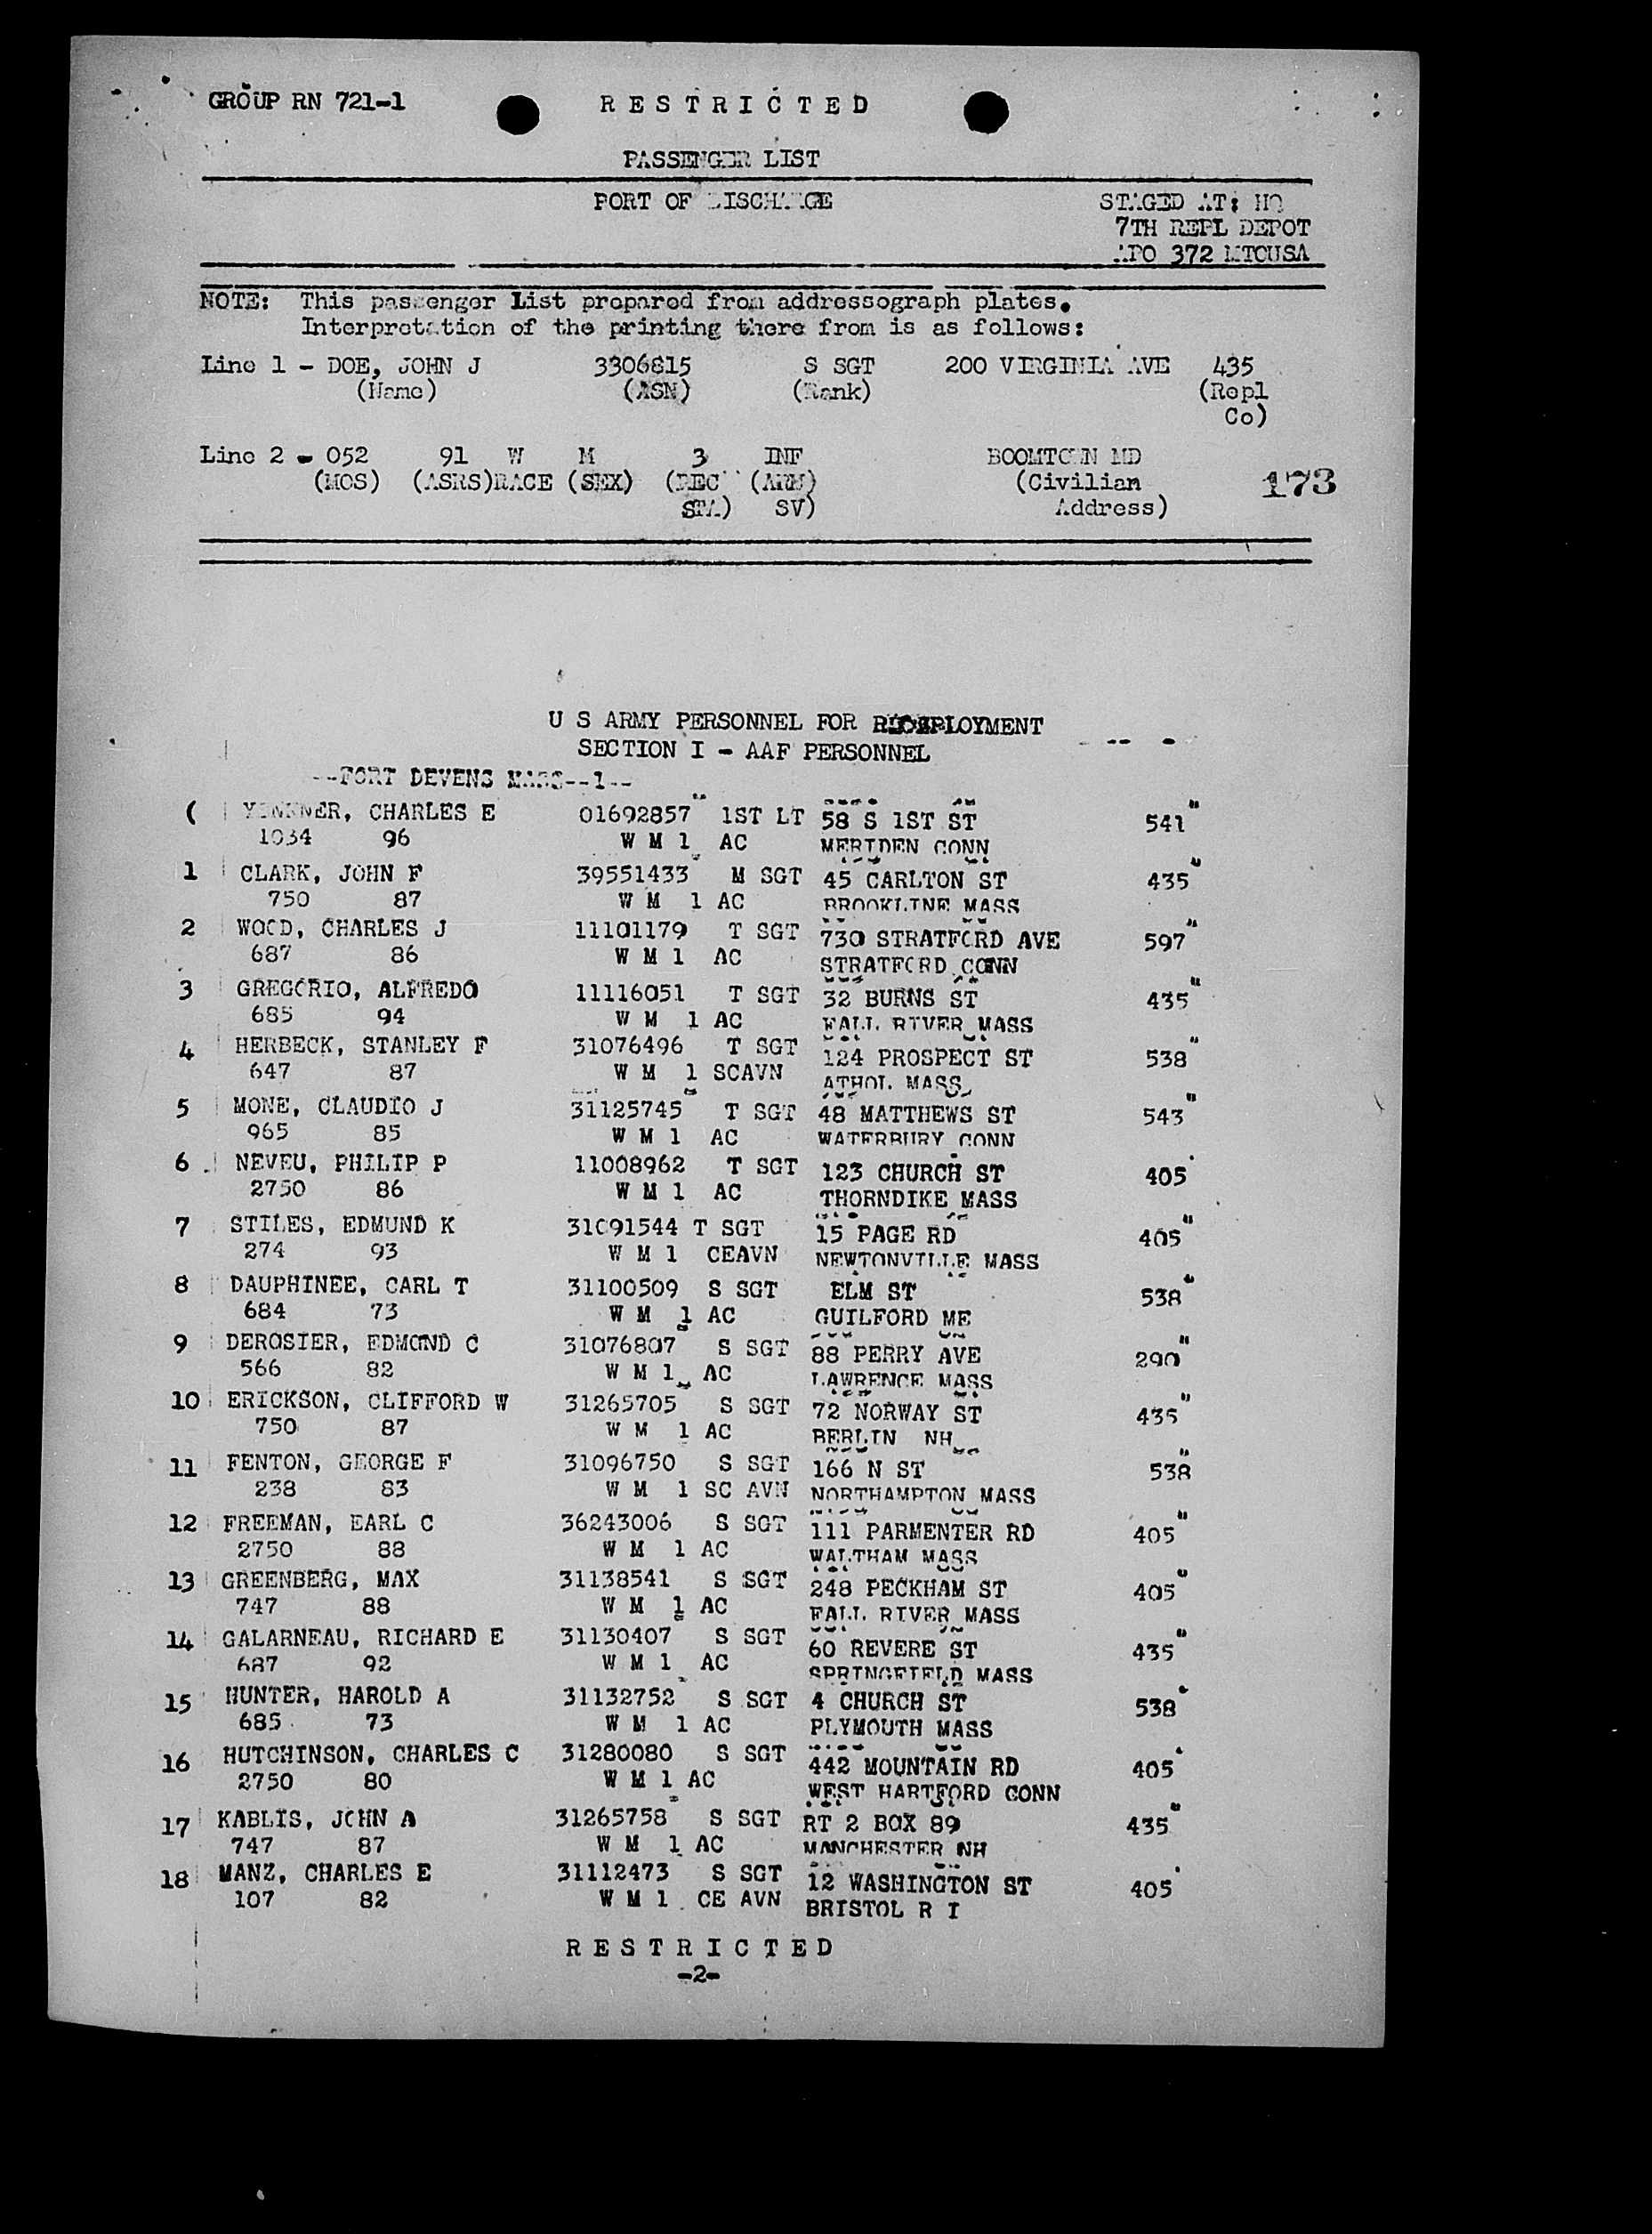 GROUP RN 721-1 RESTRICTED
PASSENGER LIST
PORT OF DISCHARGE STAGED AT: HQ
7TH REPL DEPOT
APO 372 MTOUSA
NOTE: This passenger List prepared from addressograph plates.
Interpretation of the printing there from is as follows:
Line 1 - DOE, JOHN J 3306815 S SGT 200 VIRGINIA AVE 435
(Name) (ASN) (Rank) (Repl
Co)
Line 2 - 052 91 W M 3 INF BOOMTOWN MD
(MOS) (ASRS)RACE (SEX) (REC (ARM) (Civilian 173
STA) SV) Address)
U S ARMY PERSONNEL FOR
SECTION I - AAF PERSONNEL
--FORT DEVENS MASS--1--
( CHARLES E 01692857 1ST LT 58 S 1ST ST 541
1034 96 W M 1 AC MERIDEN CONN
1 CLARK, JOHN F 39551433 M SGT 45 CARLTON ST 435
750 87 W M 1 AC BROOKLINE MASS
2 WOOD, CHARLES J 11101179 T SGT 730 STRATFORD AVE 597
687 86 W M 1 AC STRATFORD CONN
3 GREGORIO, ALFREDO 11116051 T SGT 32 BURNS ST 435
685 94 W M 1 AC FALL RIVER MASS
4 HERBECK, STANLEY F 31076496 T SGT 124 PROSPECT ST 538
647 87 W M 1 SCAVN ATHOL MASS
5 MONE, CLAUDIO J 31125745 T SGT 48 MATTHEWS ST 543
965 85 W M 1 AC WATERBURY CONN
6 NEVEU, PHILIP P 11008962 T SGT 123 CHURCH ST 405
2750 86 W M 1 AC THORNDIKE MASS
7 STILES, EDMUND K 31091544 T SGT 15 PAGE RD 405
274 93 W M 1 CEAVN NEWTONVILLE MASS
8 DAUPHINEE, CARL T 31100509 S SGT ELM ST 538
684 73 W M 1 AC GUILFORD ME
9 DEROSIER, EDMOND C 31076807 S SGT 88 PERRY AVE 290
566 82 W M 1 AC LAWRENCE MASS
10 ERICKSON, CLIFFORD W 31265705 S SGT 72 NORWAY ST 435
750 87 W M 1 AC BERLIN NH
11 FENTON, GEORGE F 31096750 S SGT 166 N ST 538
238 83 W M 1 SC AVN NORTHAMPTON MASS
12 FREEMAN, EARL C 36243006 S SGT 111 PARMENTER RD 405
2750 88 W M 1 AC WALTHAM MASS
13 GREENBERG, MAX 31138541 S SGT 248 PECKHAM ST 405
747 88 W M 1 AC FALL RIVER MASS
14 GALARNEAU, RICHARD E 31130407 S SGT 60 REVERE ST 435
687 92 W M 1 AC SPRINGFIELD MASS
15 HUNTER, HAROLD A 31132752 S SGT 4 CHURCH ST 538
685 73 W M 1 AC PLYMOUTH MASS
16 HUTCHINSON, CHARLES C 31280080 S SGT 442 MOUNTAIN RD 405
2750 80 W M 1 AC WEST HARTFORD CONN
17 KABLIS, JOHN A 31265758 S SGT RT 2 BOX 89 435
747 87 W M 1 AC MANCHESTER NH
18 MANZ, CHARLES E 31112473 S SGT 12 WASHINGTON ST 405
107 82 W M 1 CE AVN BRISTOL R I
RESTRICTED
-2-